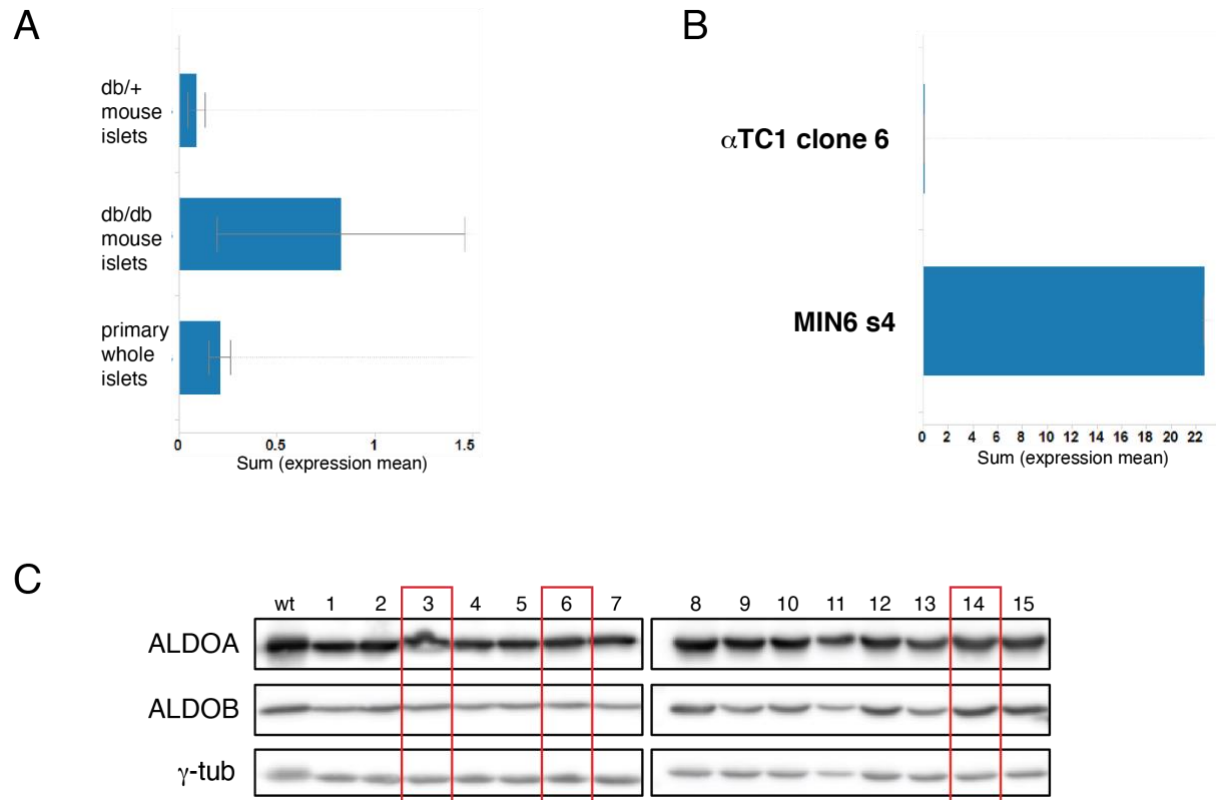 A
db/+
mouse
islets
db/db
mouse
islets
primary
whole
islets
0 0.5 1 1.5
Sum (expression mean)
B
αTC1 clone 6
MIN6 s4
0 2 4 6 8 10 12 14 16 18 20 22
Sum (expression mean)
C
wt 1 2 3 4 5 6 7 8 9 10 11 12 13 14 15
ALDOA
ALDOB
γ-tub